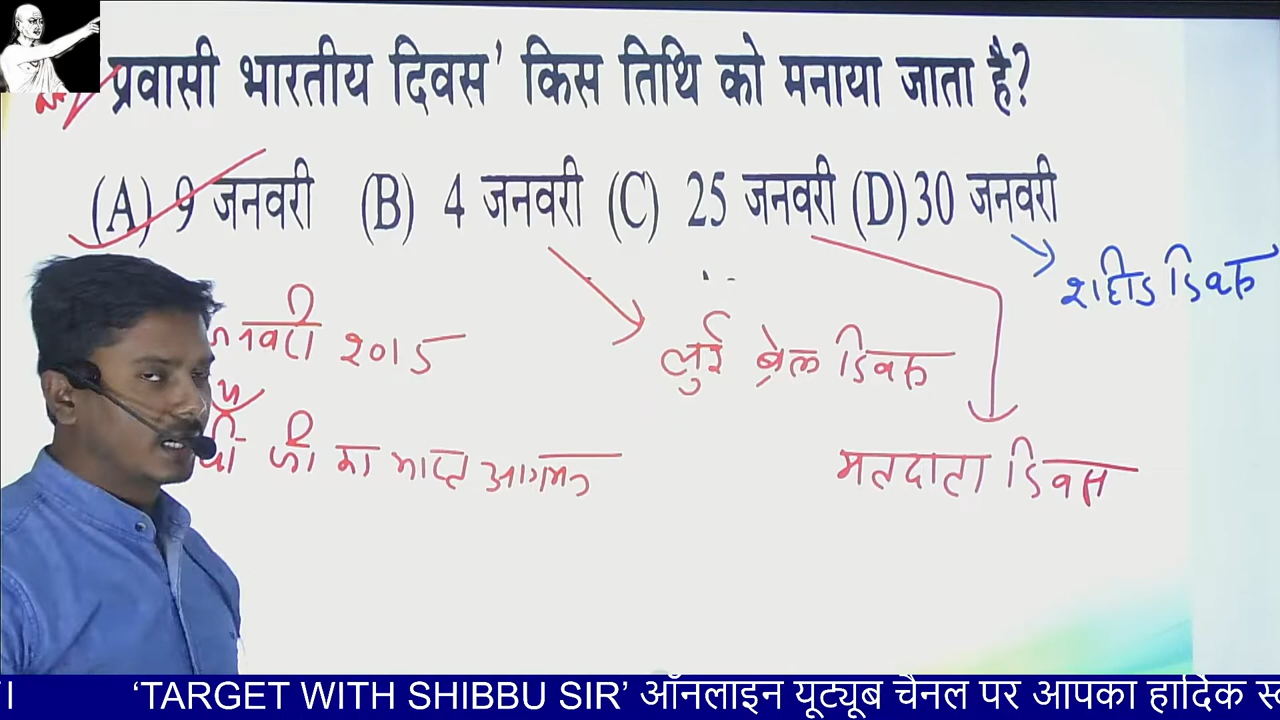 प्रवासी भारतीय दिवस' किस तिथि को मनाया जाता है?
(A) 9 जनवरी (B) 4 जनवरी (C) 25 जनवरी (D) 30 जनवरी
शहीद दिवस
जनवरी 2015
लुई ब्रेल दिवस
जी का भारत आगमन
मतदाता दिवस
'TARGET WITH SHIBBU SIR' ऑनलाइन यूट्यूब चैनल पर आपका हार्दिक